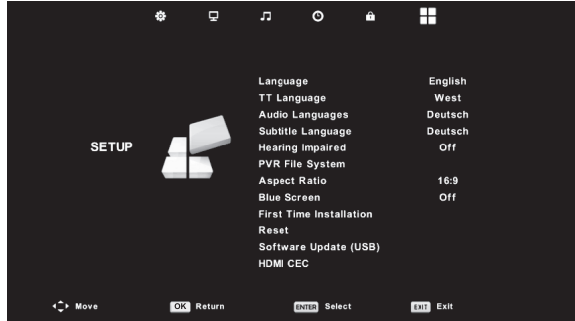 Language English
TT Language West
Audio Languages Deutsch
Subtitle Language Deutsch
SETUP
Hearing Impaired Off
PVR File System
Aspect Ratio 16:9
Blue Screen Off
First Time Installation
Reset
Software Update (USB)
HDMI CEC
Move OK Return ENTER Select EXIT Exit